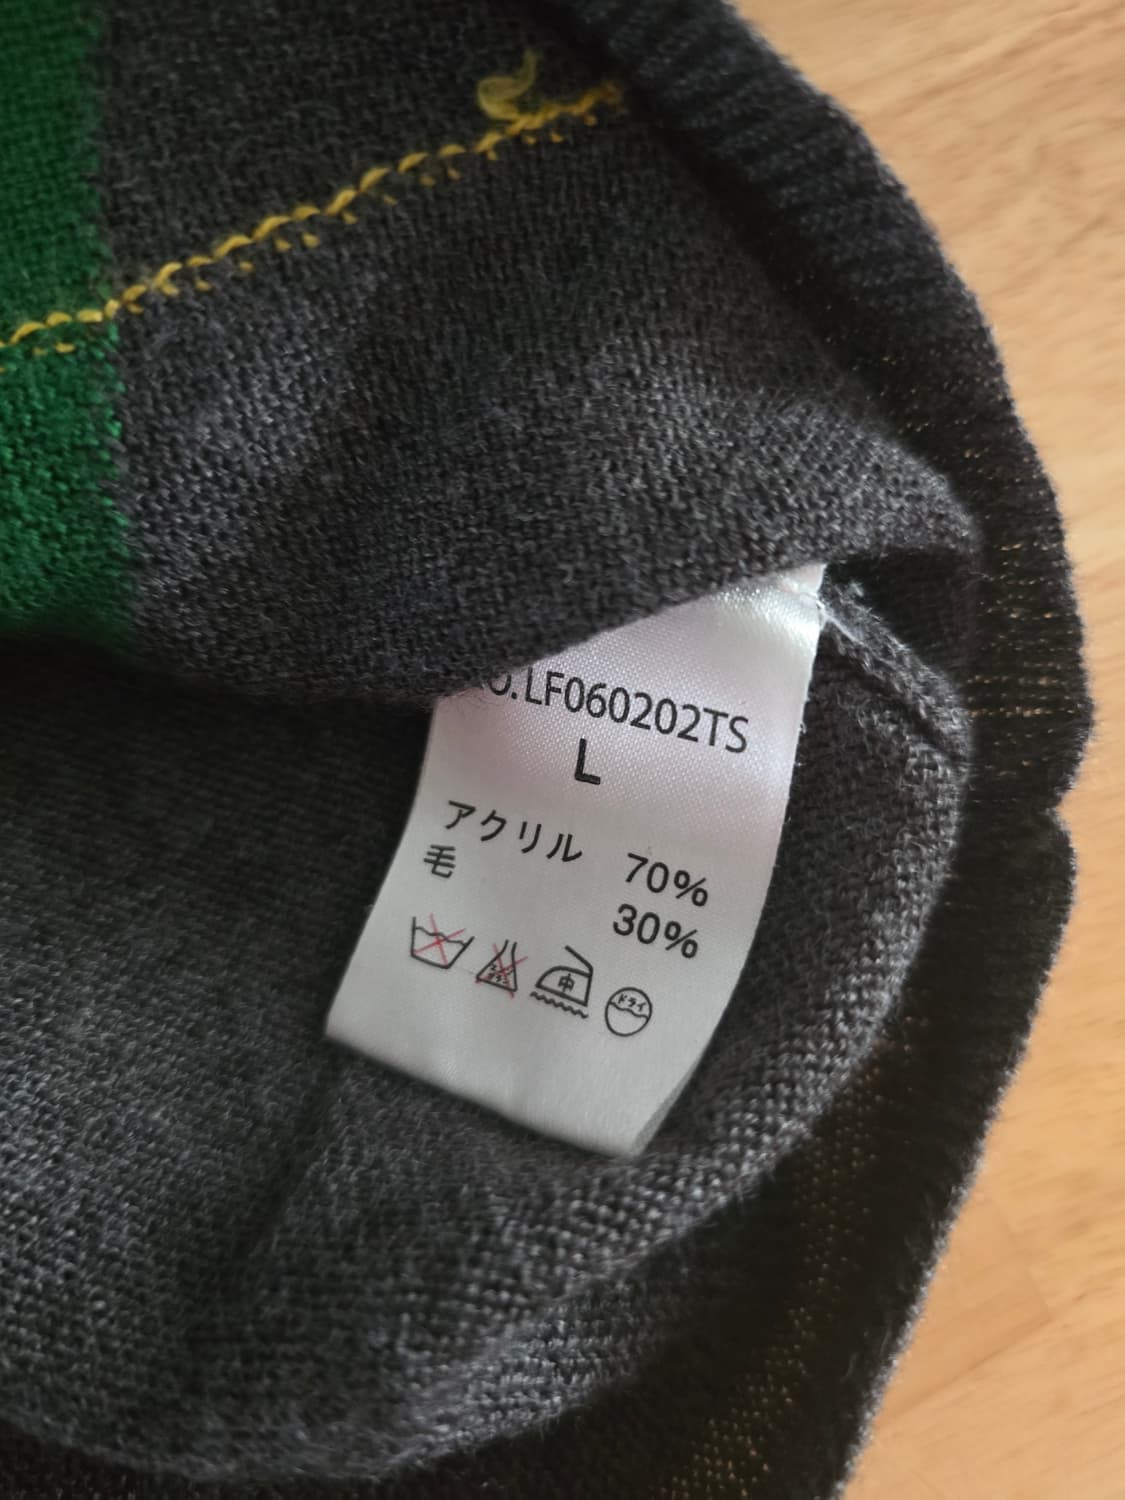 O.LF060202TS
L
アクリル 70%
毛 30%
中
ドライ